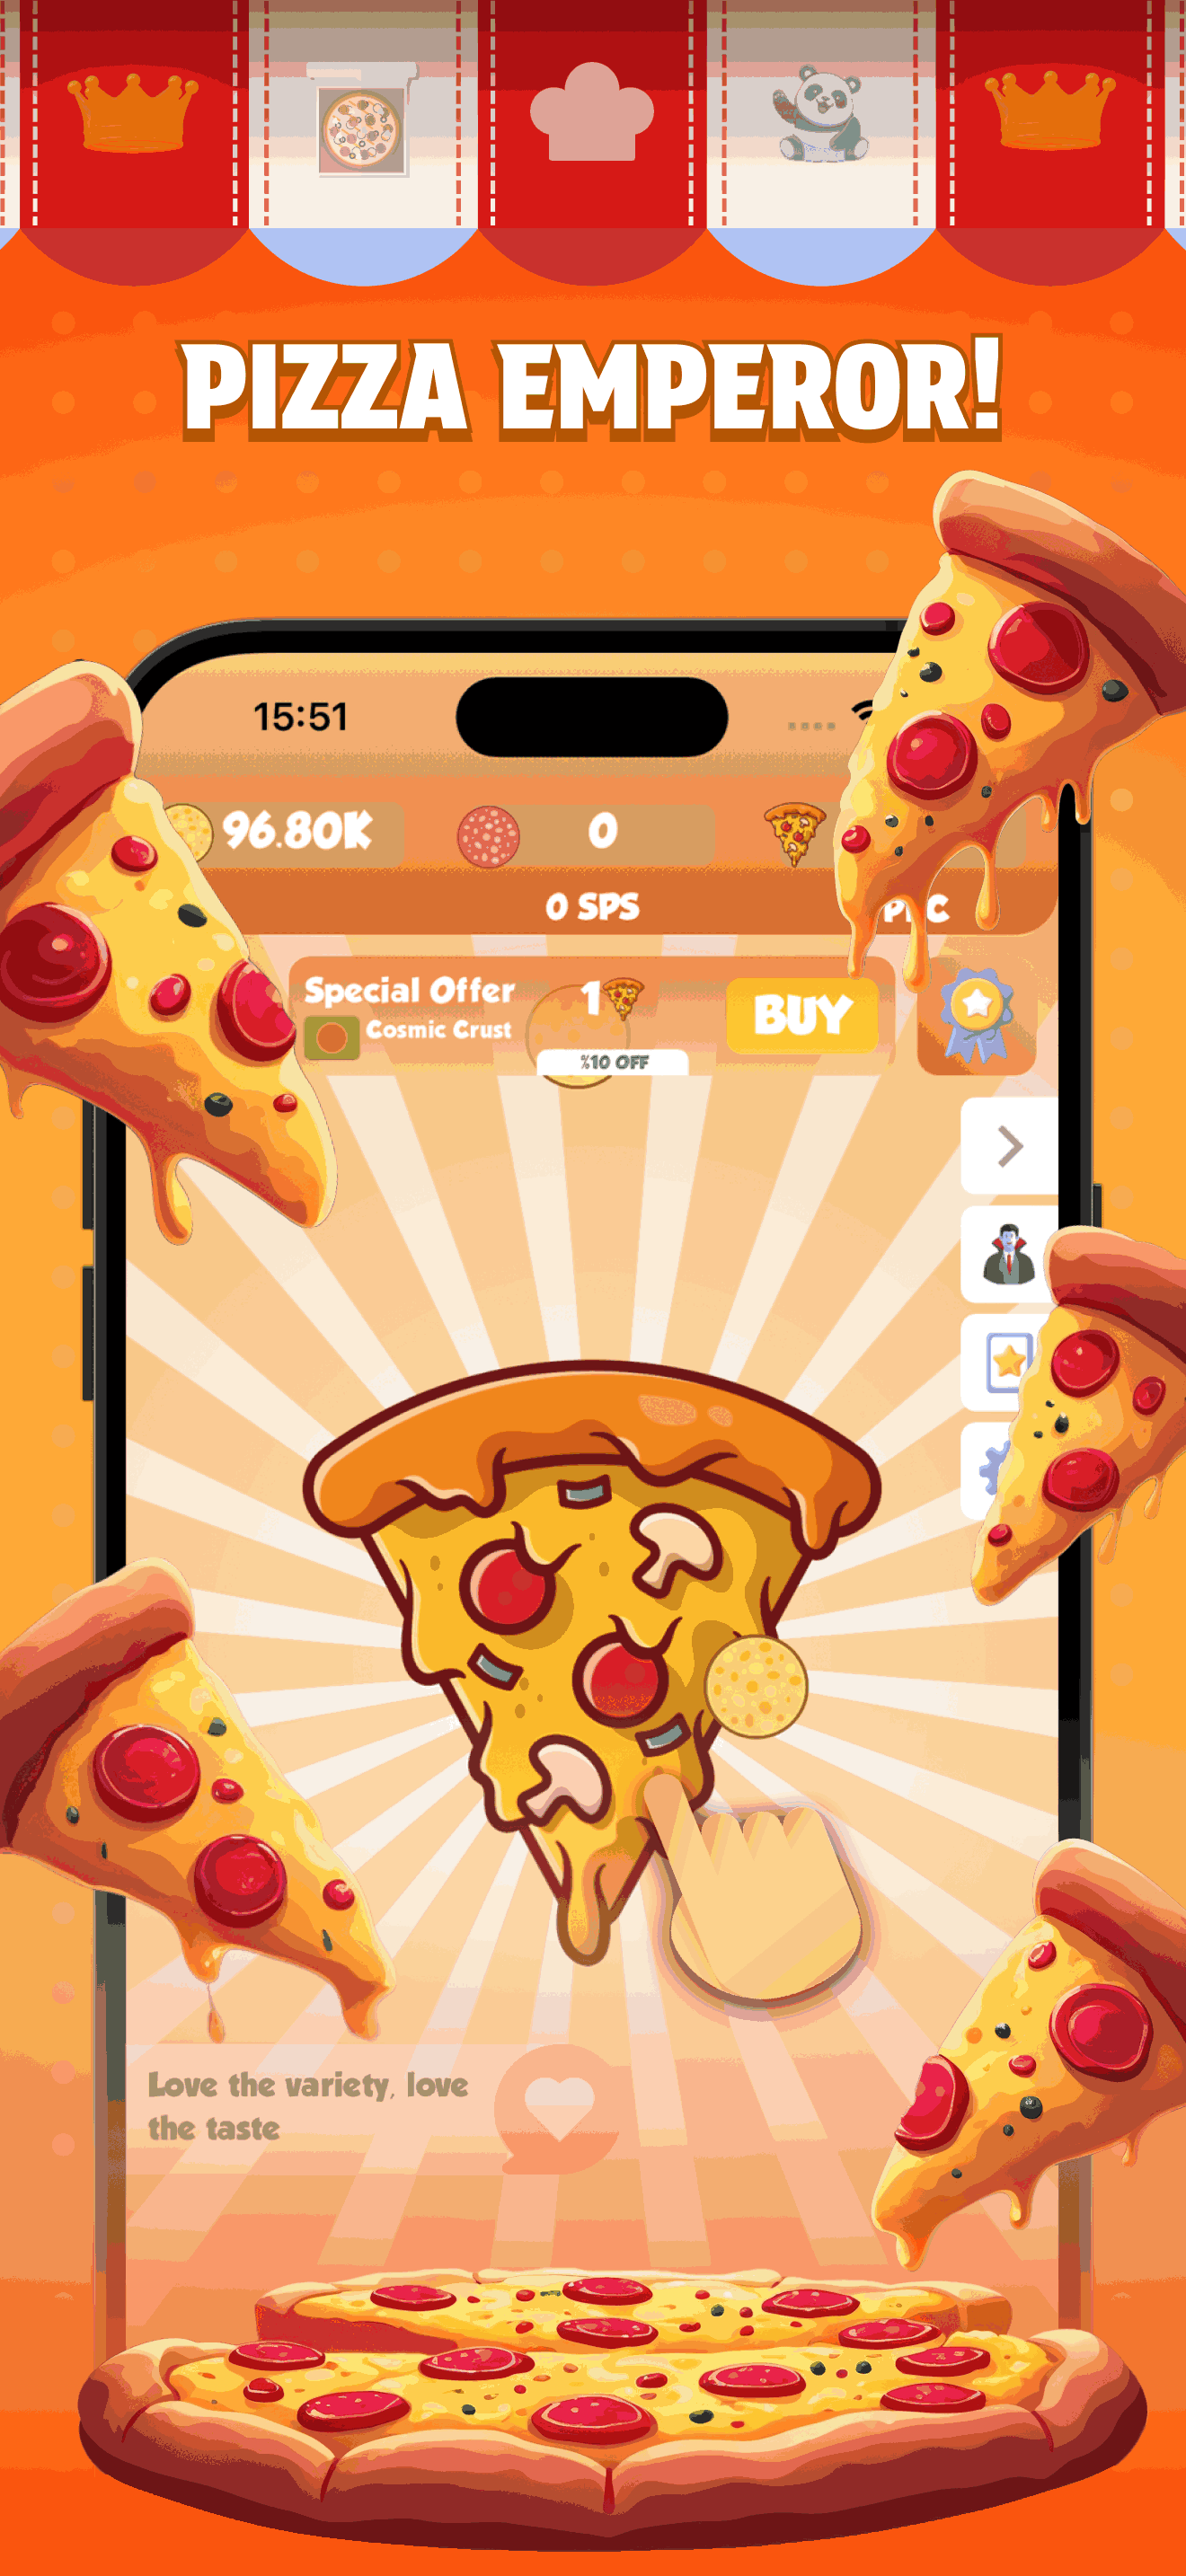 PIZZA EMPEROR!
15:51
96.80K
0
0 SPS
Special Offer
1
BUY
Cosmic Crust
%10 OFF
Love the variety, love
the taste